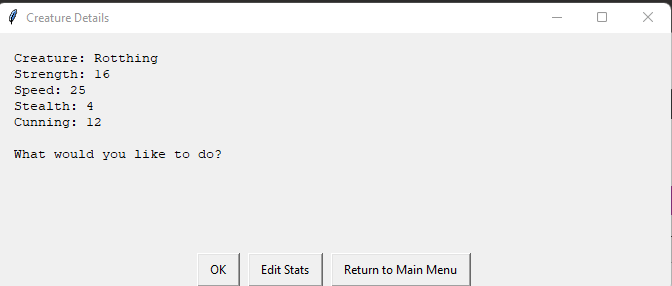 Creature Details
Creature: Rotthing
Strength: 16
Speed: 25
Stealth: 4
Cunning: 12
What would you like to do?
OK
Edit Stats
Return to Main Menu